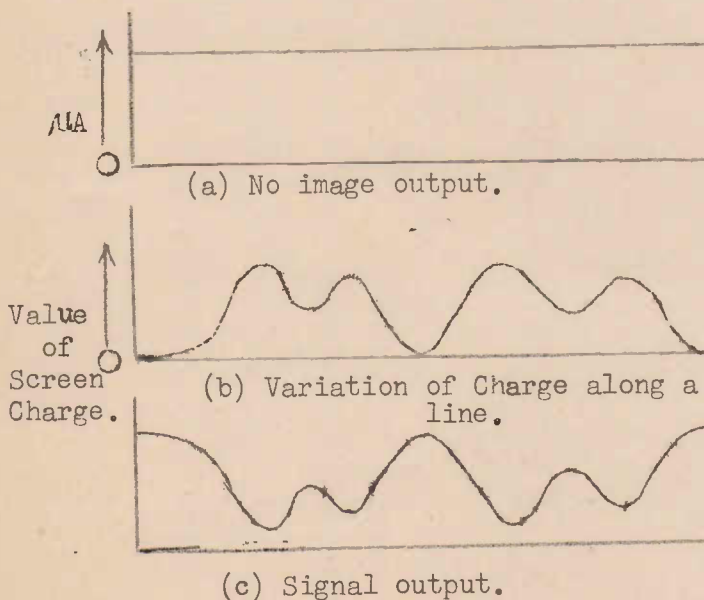 μA
O
(a) No image output.
Value
of
O
Screen
Charge.
(b) Variation of Charge along a
line.
(c) Signal output.